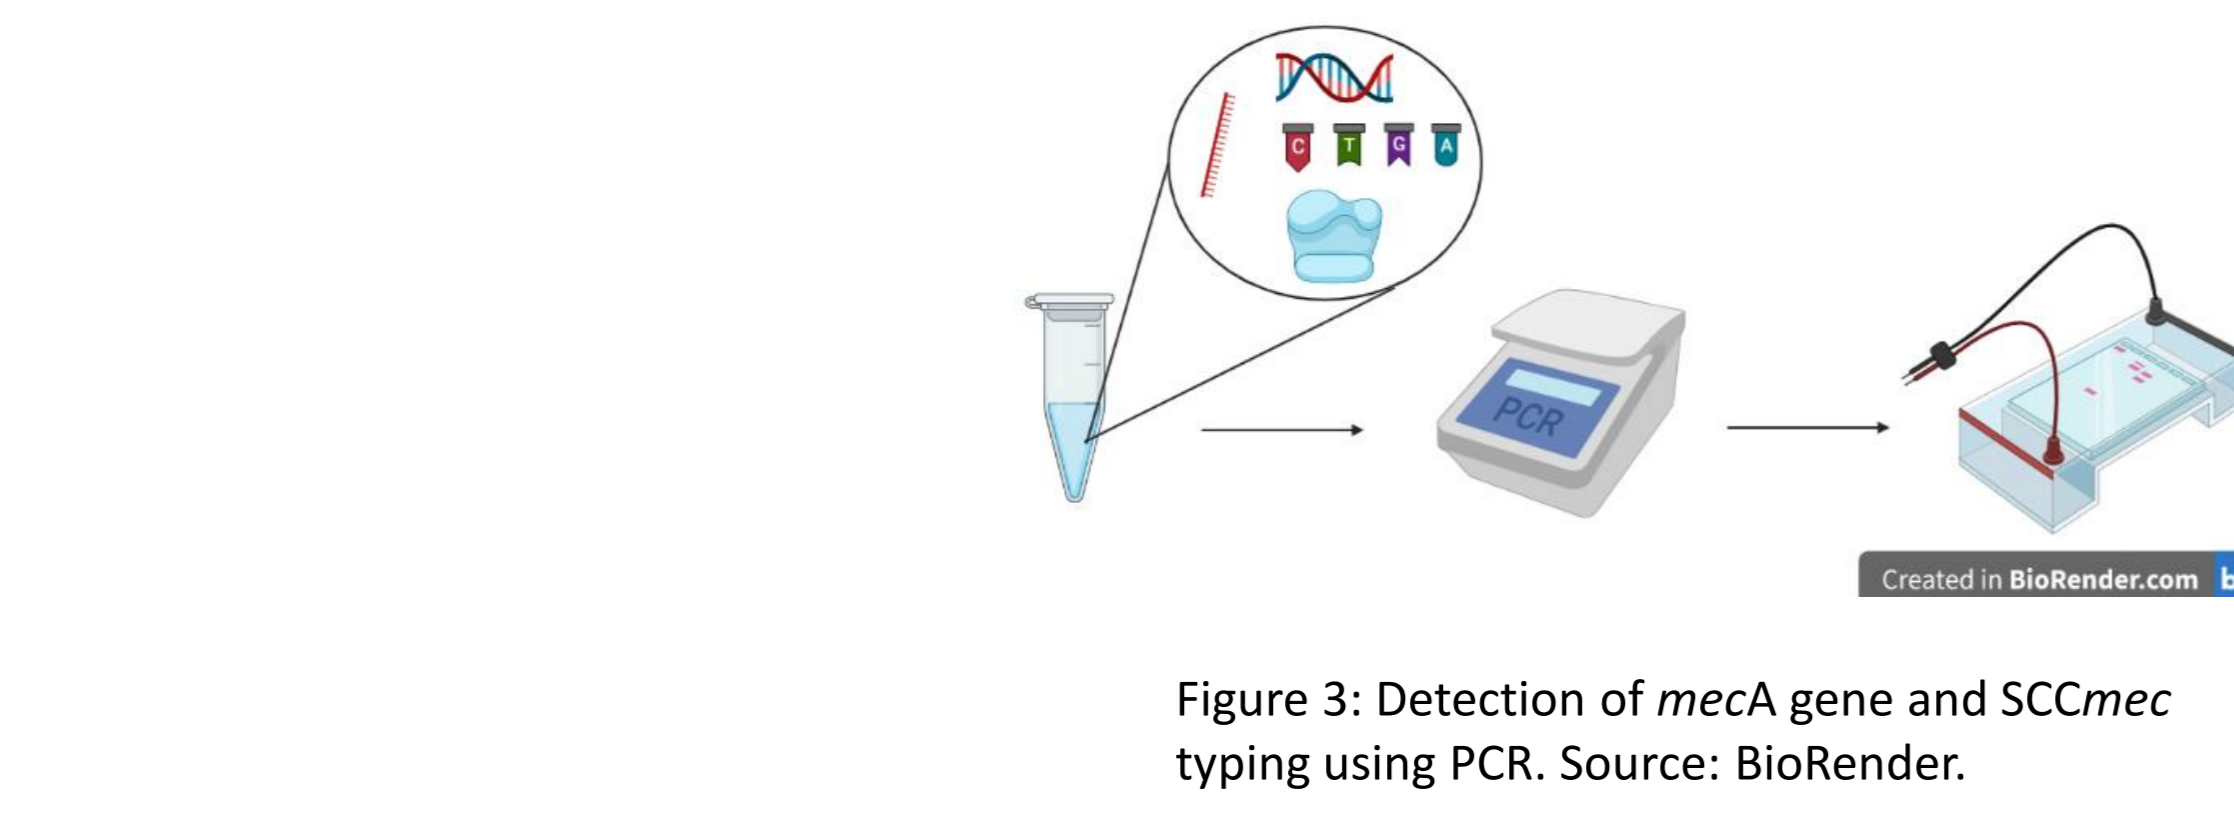 C T G A
PCR
Created in BioRender.com b
Figure 3: Detection of mecA gene and SCCmec
typing using PCR. Source: BioRender.